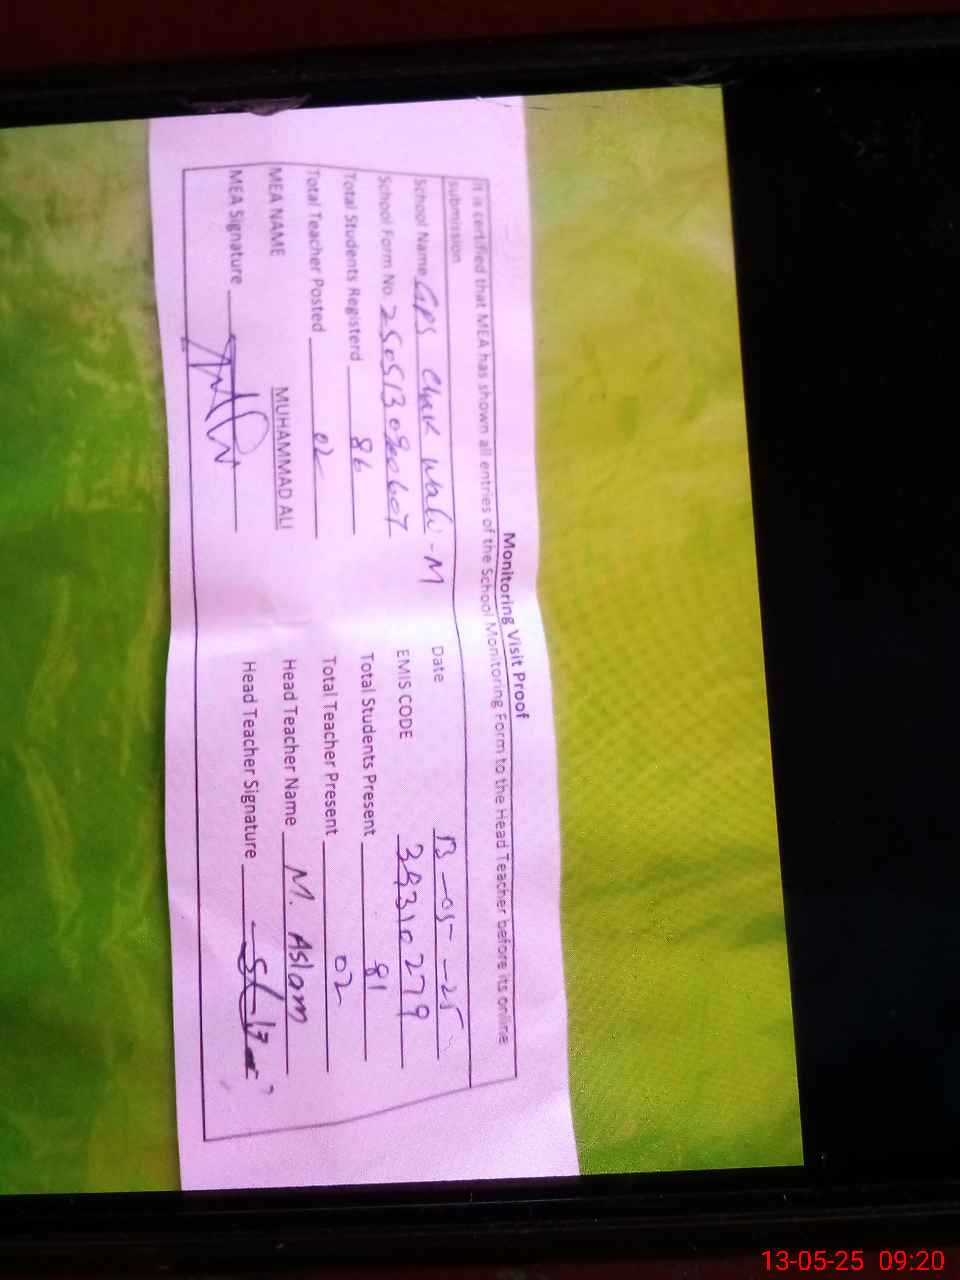 Monitoring Visit Proof
It is certified that MEA has shown all entries of the School Monitoring Form to the Head Teacher before its online
submission
School Name GPS Chak Wali-M Date 13-05-25
School Form No. EMIS CODE
Total Students Registerd 86 Total Students Present 81
Total Teacher Posted 02 Total Teacher Present 02
MEA NAME MUHAMMAD ALI Head Teacher Name M. Aslam
MEA Signature Head Teacher Signature
13-05-25 09:20